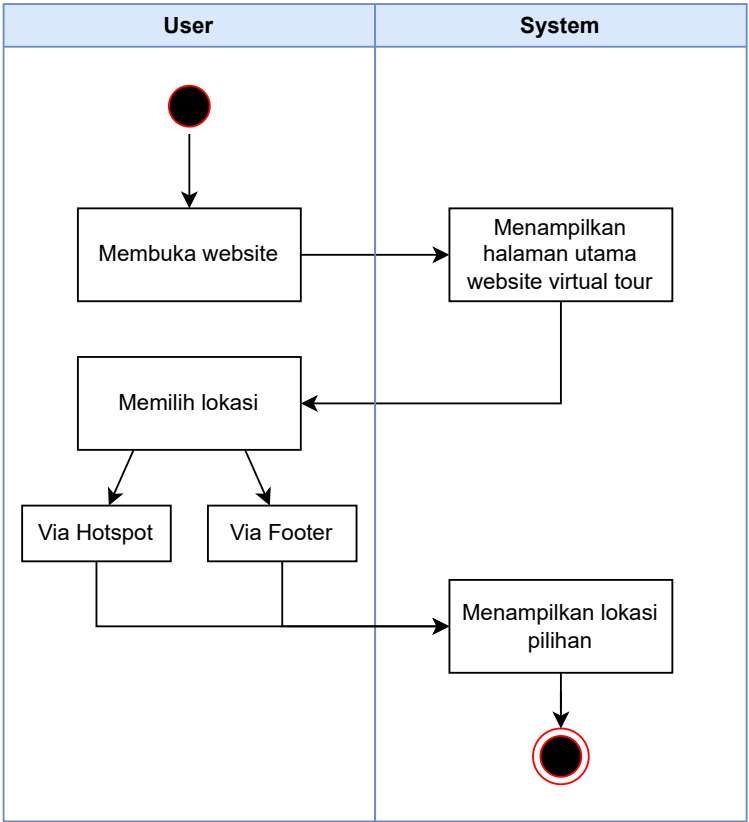 User
System
Membuka website
Menampilkan
halaman utama
website virtual tour
Memilih lokasi
Via Hotspot
Via Footer
Menampilkan lokasi
pilihan